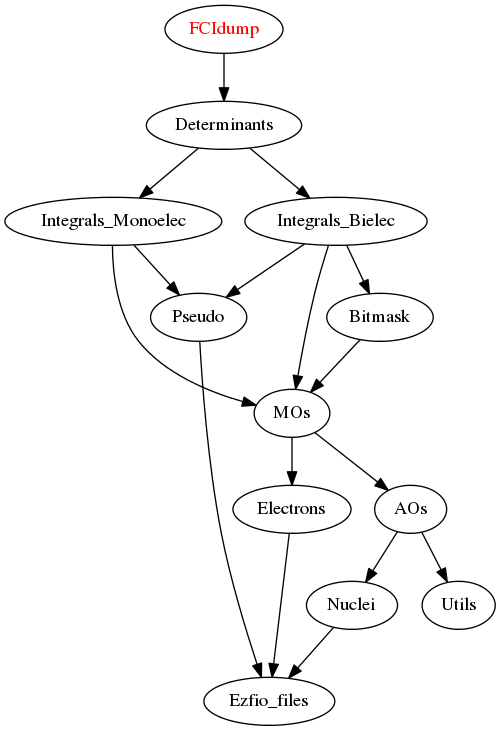 FCIdump
Determinants
Integrals_Monoelec
Integrals_Bielec
Pseudo
Bitmask
MOs
Electrons
AOs
Nuclei
Utils
Ezfio_files